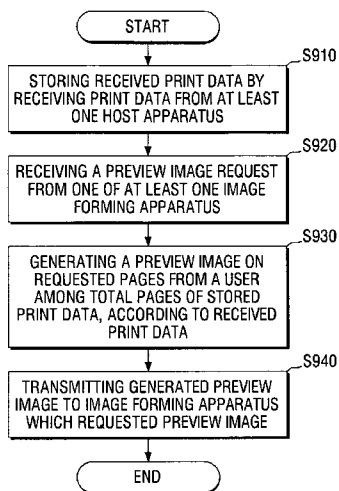 START
S910
STORING RECEIVED PRINT DATA BY
RECEIVING PRINT DATA FROM AT LEAST
ONE HOST APPARATUS
S920
RECEIVING A PREVIEW IMAGE REQUEST
FROM ONE OF AT LEAST ONE IMAGE
FORMING APPARATUS
S930
GENERATING A PREVIEW IMAGE ON
REQUESTED PAGES FROM A USER
AMONG TOTAL PAGES OF STORED
PRINT DATA, ACCORDING TO RECEIVED
PRINT DATA
S940
TRANSMITTING GENERATED PREVIEW
IMAGE TO IMAGE FORMING APPARATUS
WHICH REQUESTED PREVIEW IMAGE
END